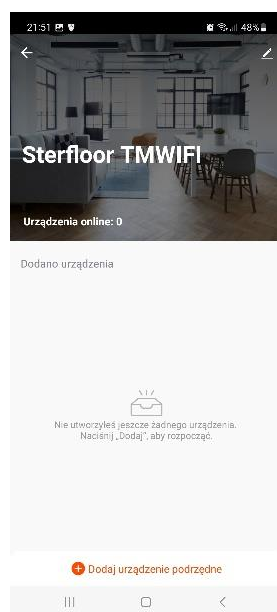 21:51
48%
Sterfloor TMWIFI
Urządzenia online: 0
Dodano urządzenia
Nie utworzyłeś jeszcze żadnego urządzenia.
Naciśnij „Dodaj”, aby rozpocząć.
Dodaj urządzenie podrzędne